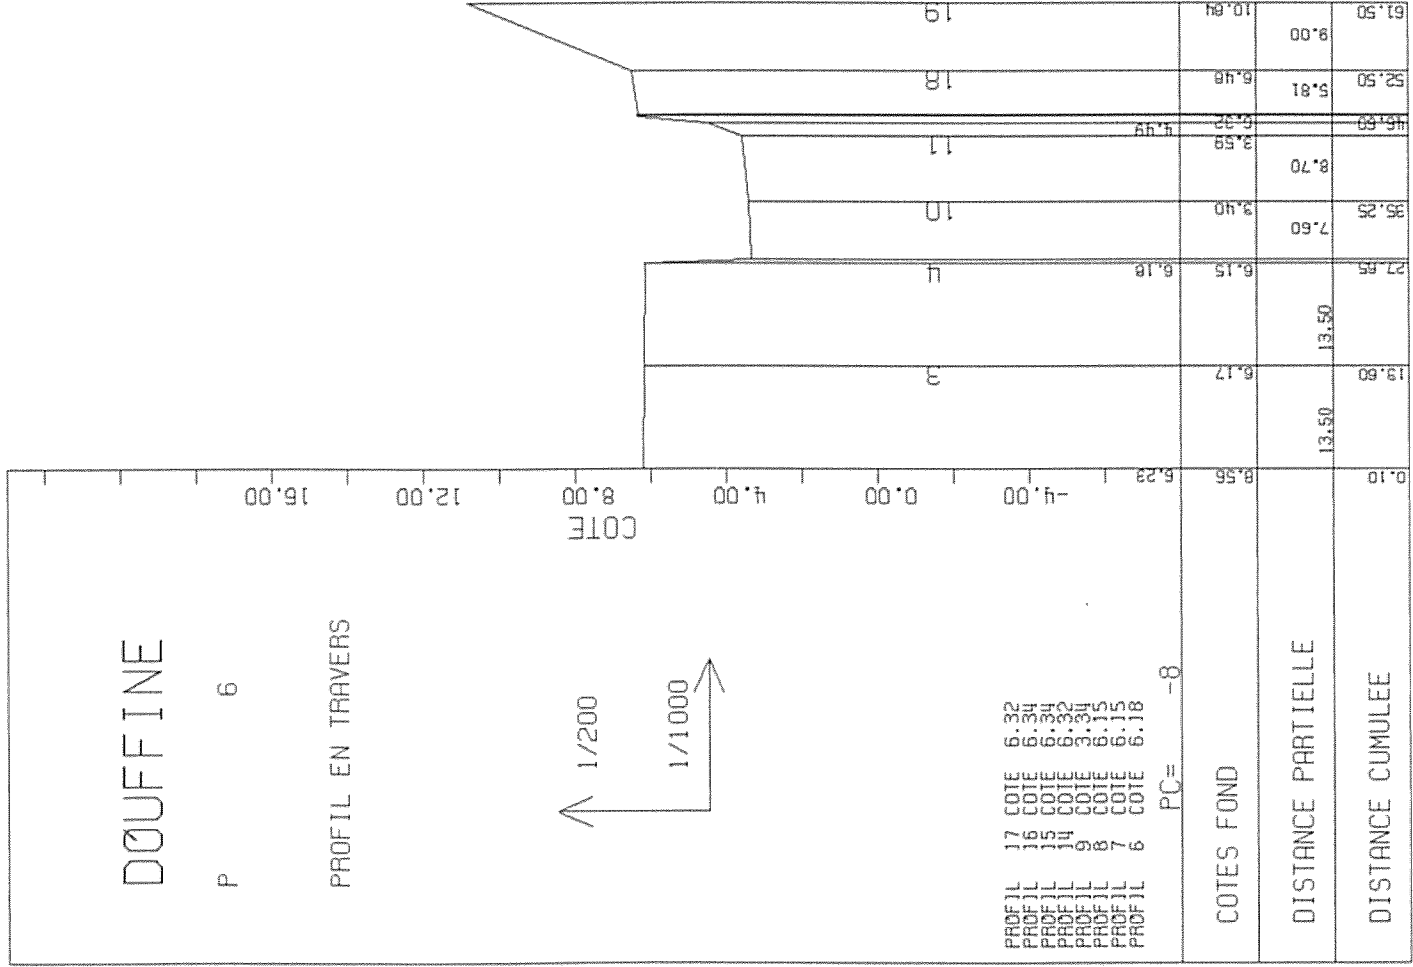 DØUFFINE
P 6
PROFIL EN TRAVERS
1/200
1/1000
16.00
12.00
8.00
4.00
0.00
-4.00
COTE
3
4
10
11
18
19
PROFIL 17 COTE 6.32
PROFIL 16 COTE 6.34
PROFIL 15 COTE 6.34
PROFIL 14 COTE 6.32
PROFIL 9 COTE 3.34
PROFIL 8 COTE 6.15
PROFIL 7 COTE 6.15
PROFIL 6 COTE 6.18
PC= -8
6.23 6.18 4.49
COTES FOND 6.17 6.15 3.40 3.59 6.32 6.48 10.84
DISTANCE PARTIELLE 13.50 13.50 7.60 8.70 5.81 9.00
DISTANCE CUMULEE 0.10 13.60 27.65 35.25 46.60 52.50 61.50